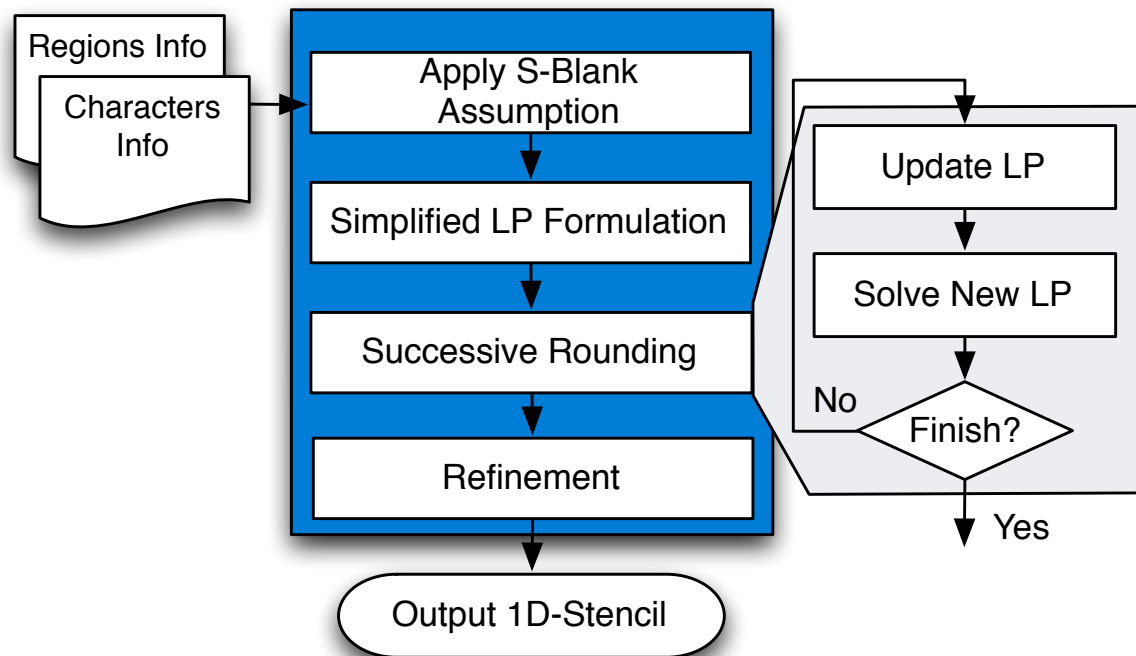 Regions Info
Characters
Info
Apply S-Blank
Assumption
Simplified LP Formulation
Successive Rounding
Refinement
Output 1D-Stencil
Update LP
Solve New LP
Finish?
No
Yes